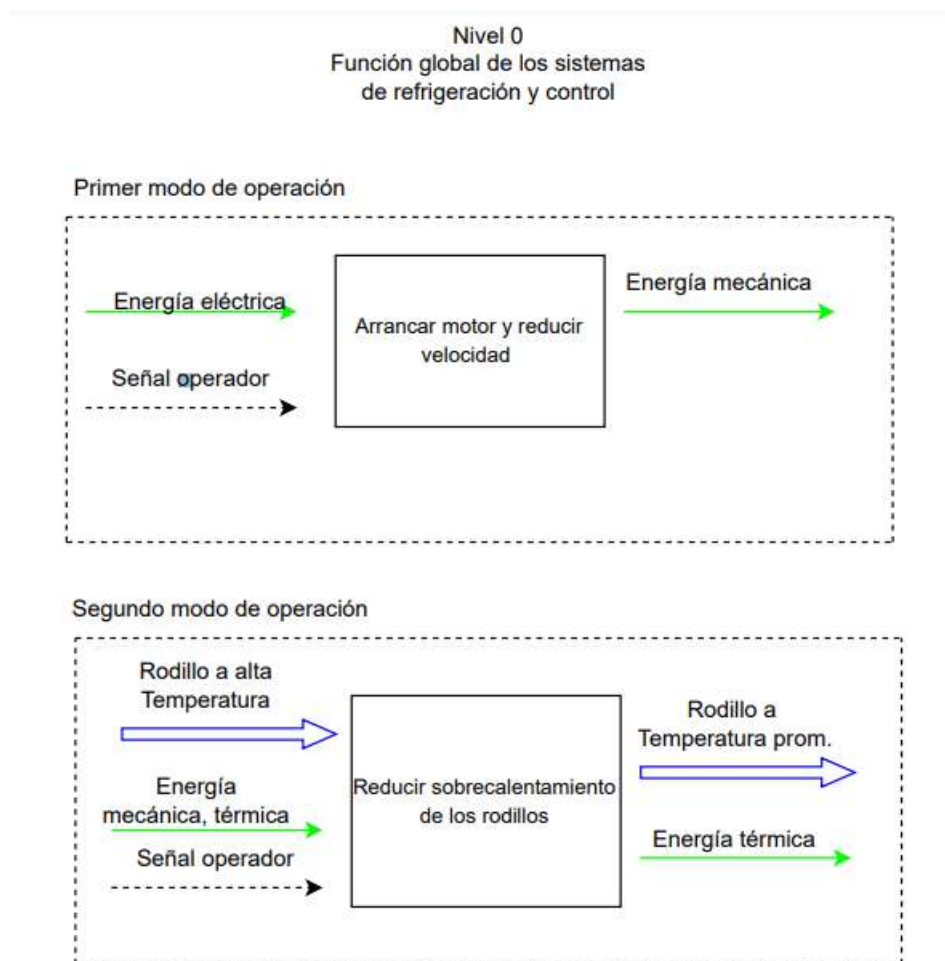 Nivel 0
Función global de los sistemas
de refrigeración y control
Primer modo de operación
Energía eléctrica
Señal operador
Arrancar motor y reducir
velocidad
Energía mecánica
Segundo modo de operación
Rodillo a alta
Temperatura
Energía
mecánica, térmica
Señal operador
Reducir sobrecalentamiento
de los rodillos
Rodillo a
Temperatura prom.
Energía térmica